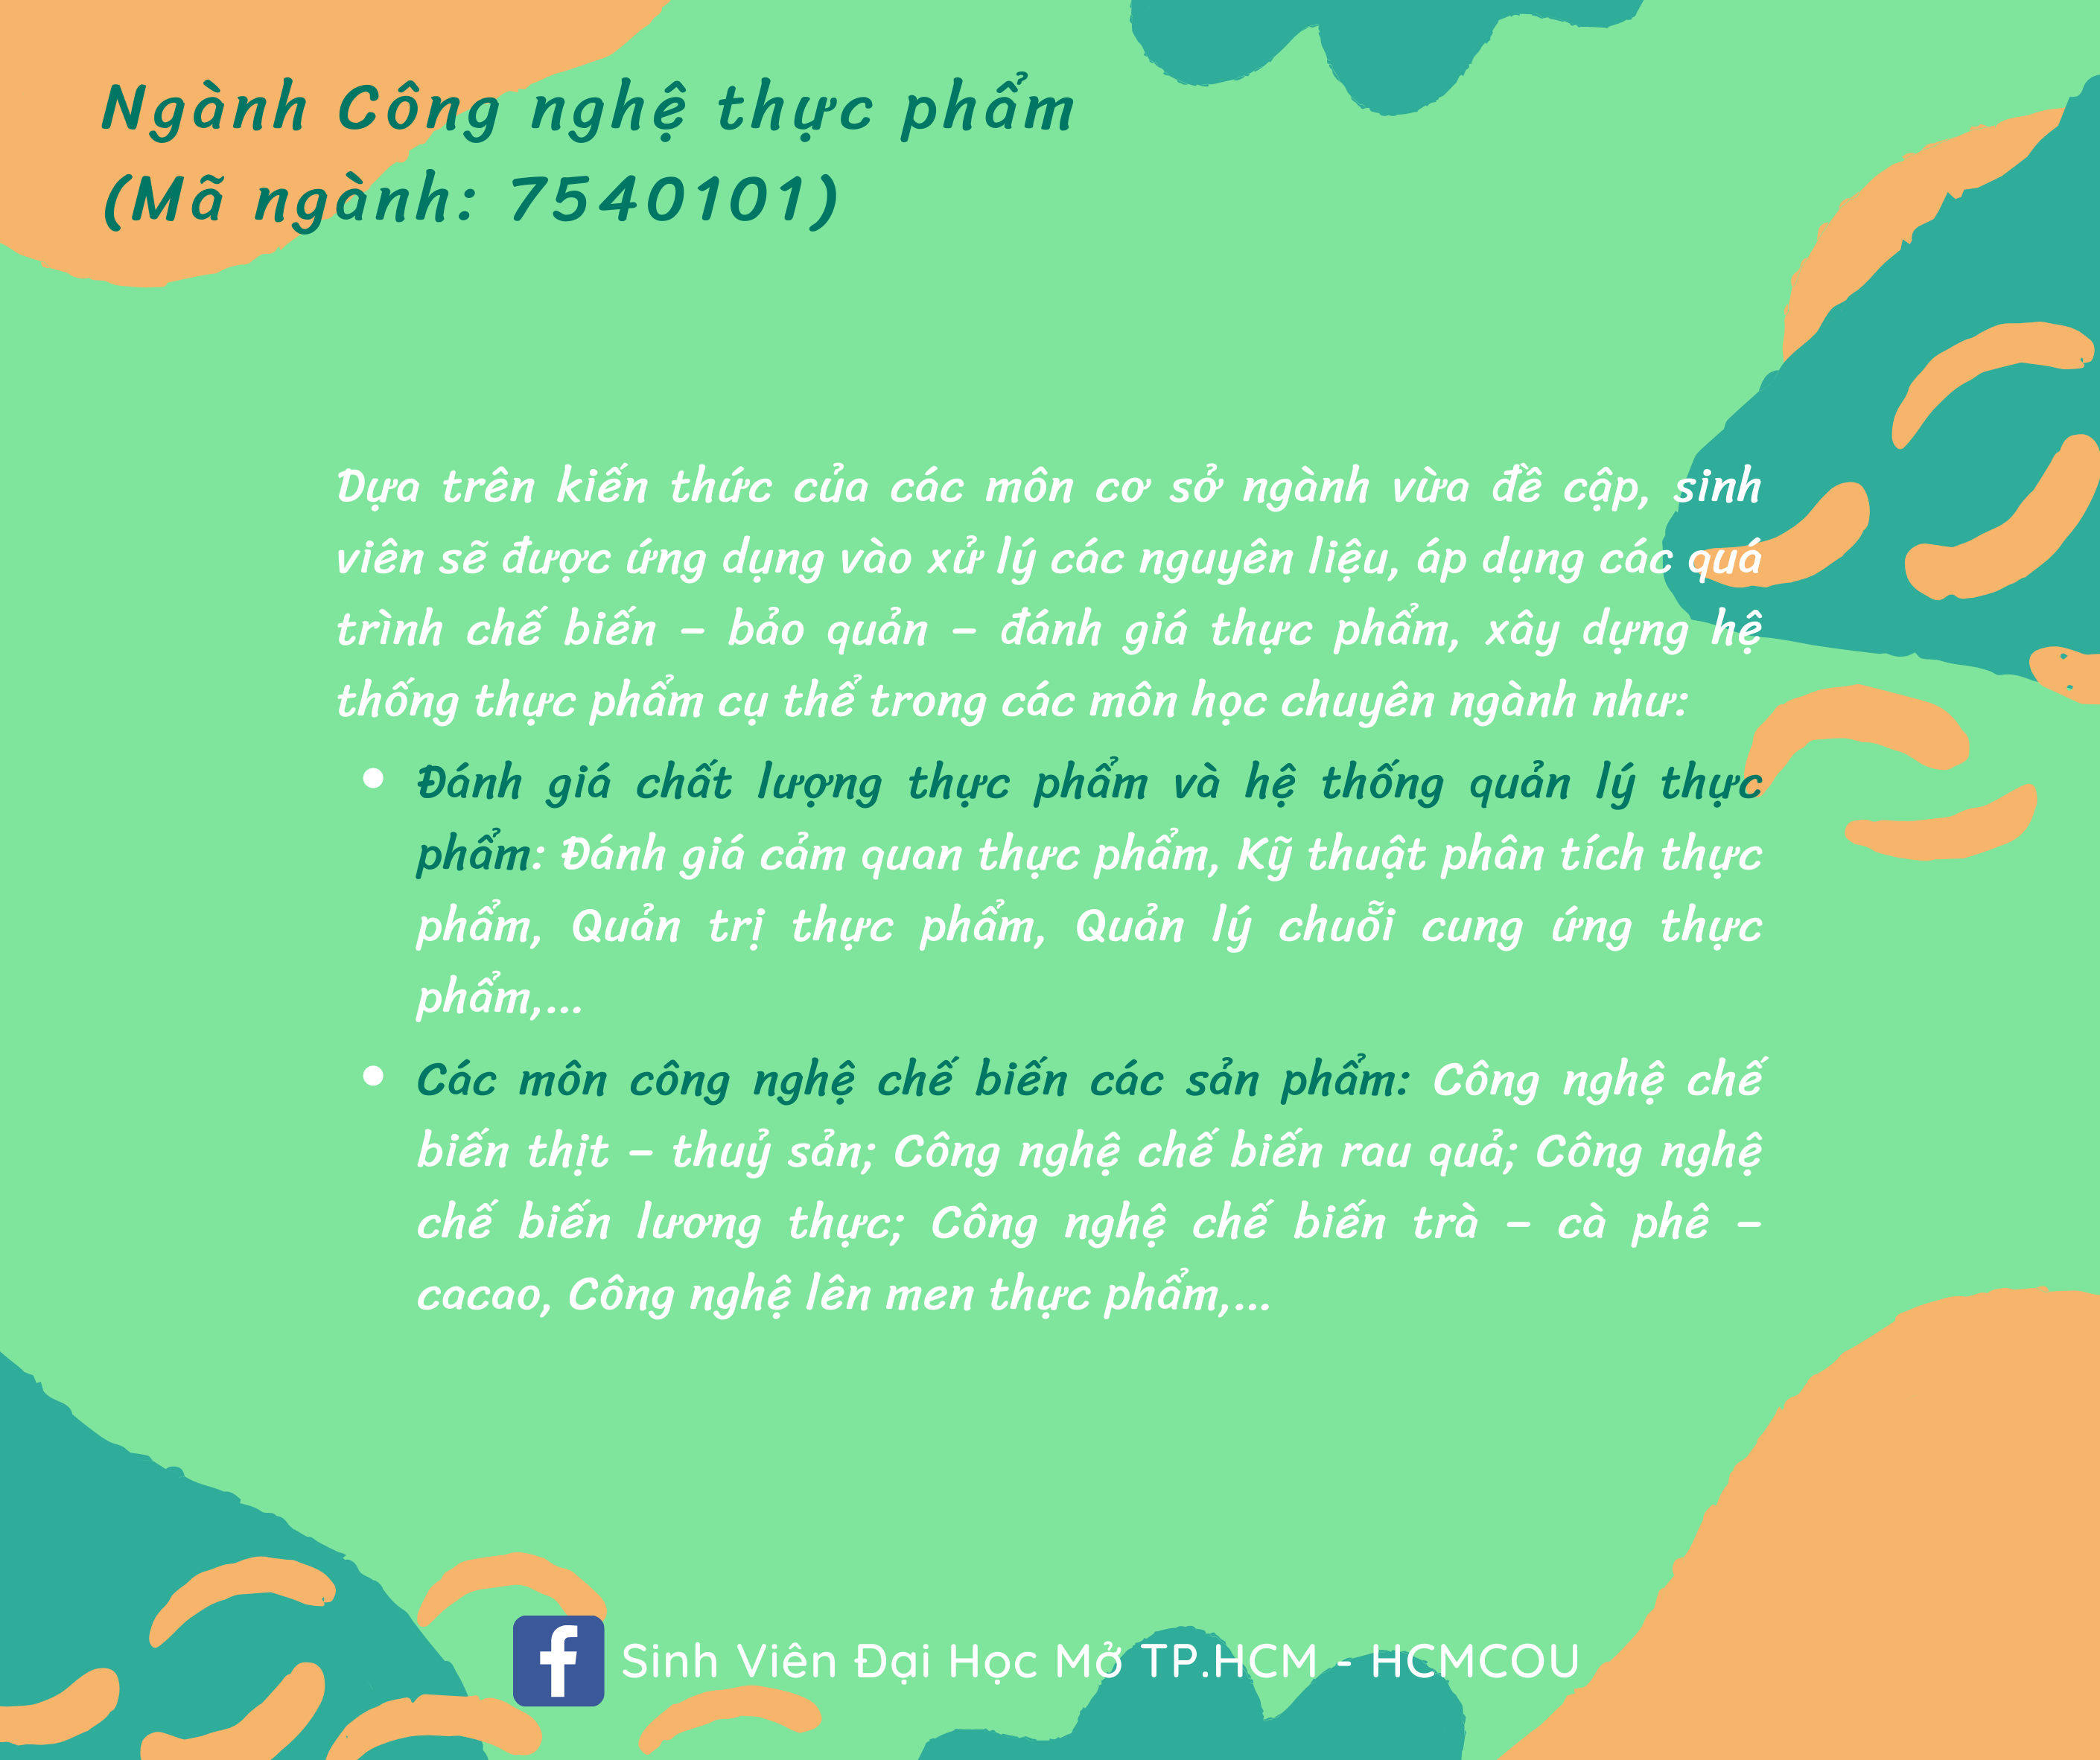 Ngành Công nghệ thực phẩm
(Mã ngành: 7540101)
Dựa trên kiến thức của các môn cơ sở ngành vừa đề cập, sinh
viên sẽ được ứng dụng vào xử lý các nguyên liệu, áp dụng các quá
trình chế biến – bảo quản – đánh giá thực phẩm, xây dựng hệ
thống thực phẩm cụ thể trong các môn học chuyên ngành như:
• Đánh giá chất lượng thực phẩm và hệ thống quản lý thực
phẩm: Đánh giá cảm quan thực phẩm, Kỹ thuật phân tích thực
phẩm, Quản trị thực phẩm, Quản lý chuỗi cung ứng thực
phẩm,...
• Các môn công nghệ chế biến các sản phẩm: Công nghệ chế
biến thịt – thuỷ sản; Công nghệ chế biến rau quả; Công nghệ
chế biến lương thực; Công nghệ chế biến trà – cà phê –
cacao, Công nghệ lên men thực phẩm,...
Sinh Viên Đại Học Mở TP.HCM - HCMCOU